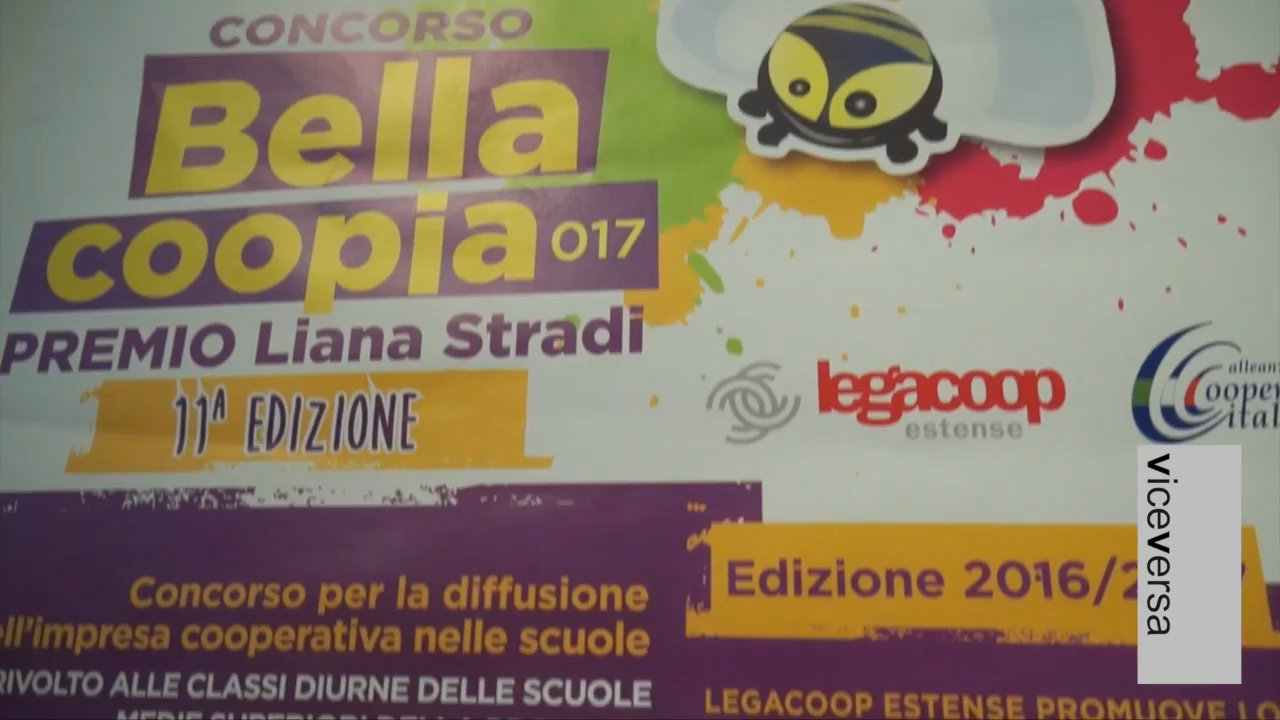 CONCORSO
Bella
coopia 017
PREMIO Liana Stradi
11ª EDIZIONE
legacoop
estense
viceversa
Edizione 2016/2
Concorso per la diffusione
ell'impresa cooperativa nelle scuole
RIVOLTO ALLE CLASSI DIURNE DELLE SCUOLE
LEGACOOP ESTENSE PROMUOVE